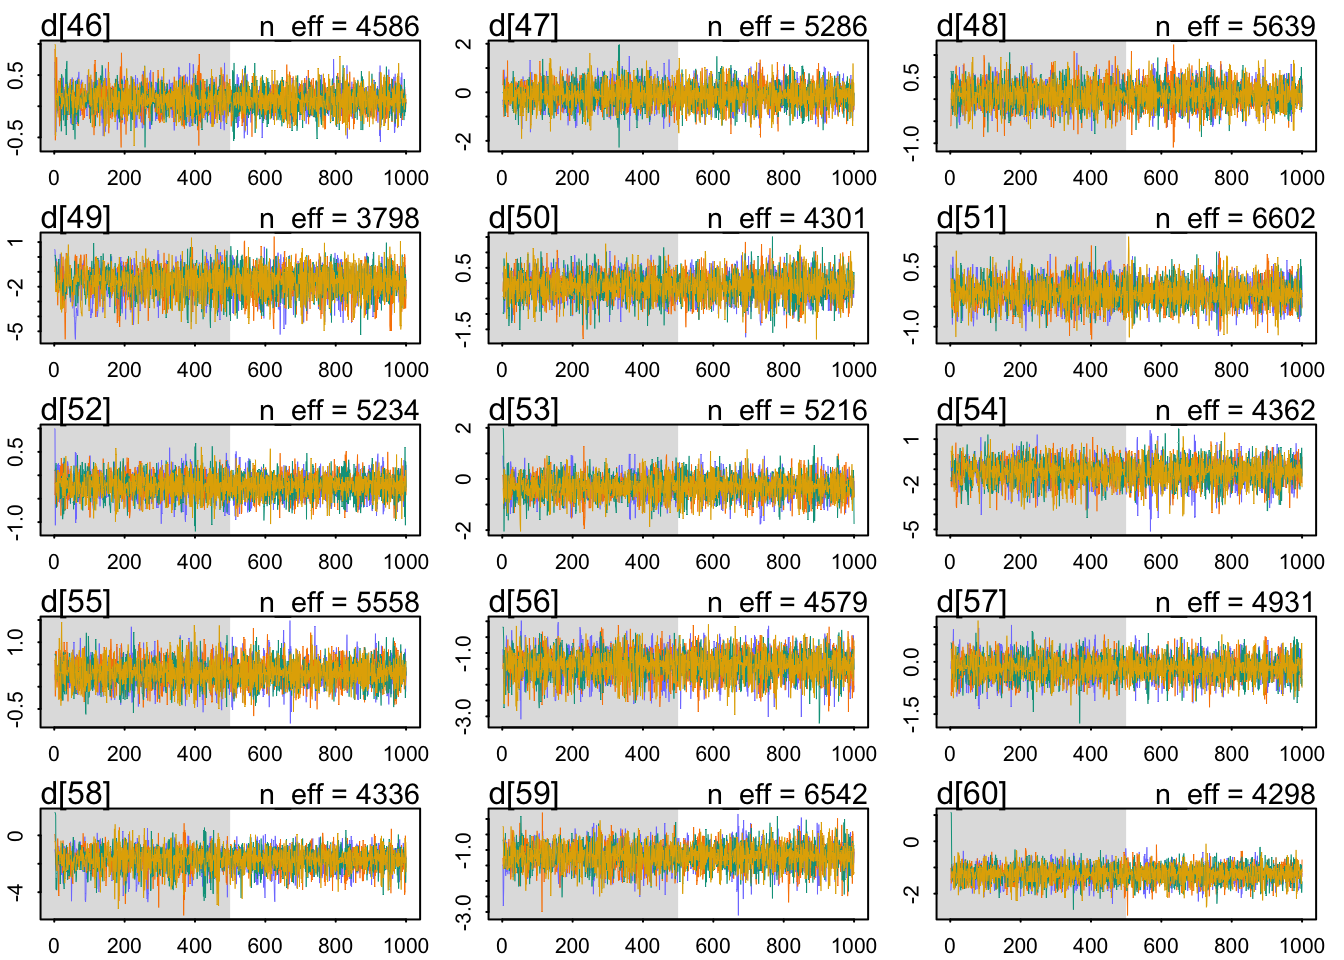 d[46] n_eff = 4586 d[47] n_eff = 5286 d[48] n_eff = 5639
-0.5 0.5 -2 0 2 -1.0 0.5
0 200 400 600 800 1000 0 200 400 600 800 1000 0 200 400 600 800 1000
d[49] n_eff = 3798 d[50] n_eff = 4301 d[51] n_eff = 6602
-5 -2 1 -1.5 0.5 -1.0 0.5
0 200 400 600 800 1000 0 200 400 600 800 1000 0 200 400 600 800 1000
d[52] n_eff = 5234 d[53] n_eff = 5216 d[54] n_eff = 4362
-1.0 0.5 -2 0 2 -5 -2 1
0 200 400 600 800 1000 0 200 400 600 800 1000 0 200 400 600 800 1000
d[55] n_eff = 5558 d[56] n_eff = 4579 d[57] n_eff = 4931
-0.5 1.0 -3.0 -1.0 -1.5 0.0
0 200 400 600 800 1000 0 200 400 600 800 1000 0 200 400 600 800 1000
d[58] n_eff = 4336 d[59] n_eff = 6542 d[60] n_eff = 4298
-4 0 -3.0 -1.0 -2 0
0 200 400 600 800 1000 0 200 400 600 800 1000 0 200 400 600 800 1000